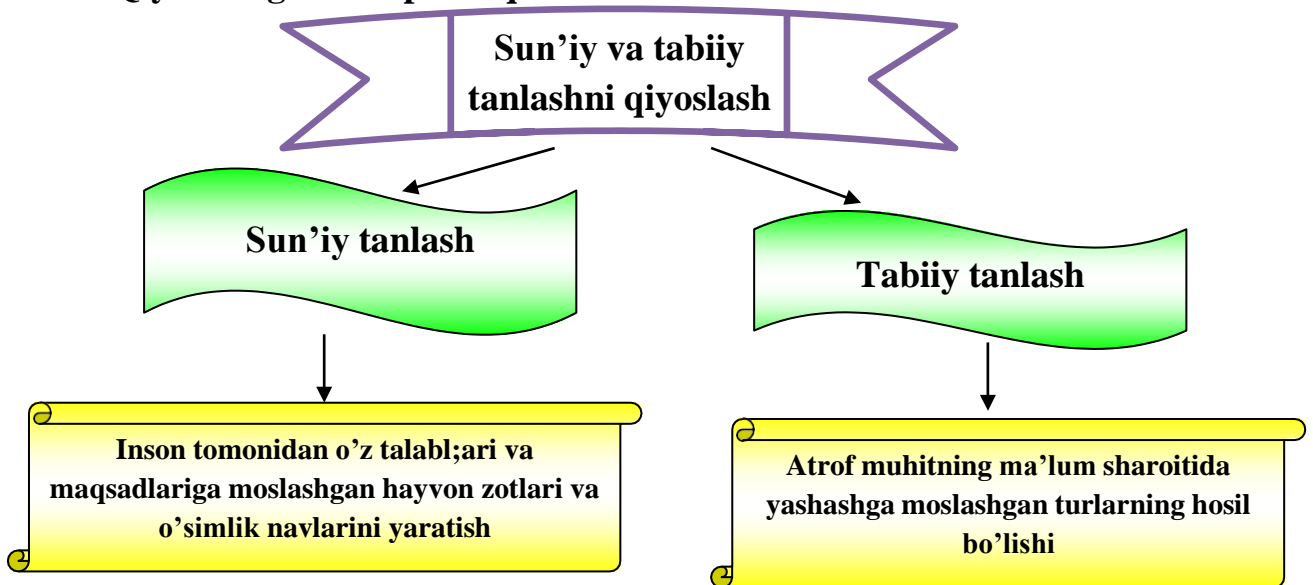 Sun’iy va tabiiy
tanlashni qiyoslash
Sun’iy tanlash
Tabiiy tanlash
Inson tomonidan o’z talabl;ari va
maqsadlariga moslashgan hayvon zotlari va
o’simlik navlarini yaratish
Atrof muhitning ma’lum sharoitida
yashashga moslashgan turlarning hosil
bo’lishi